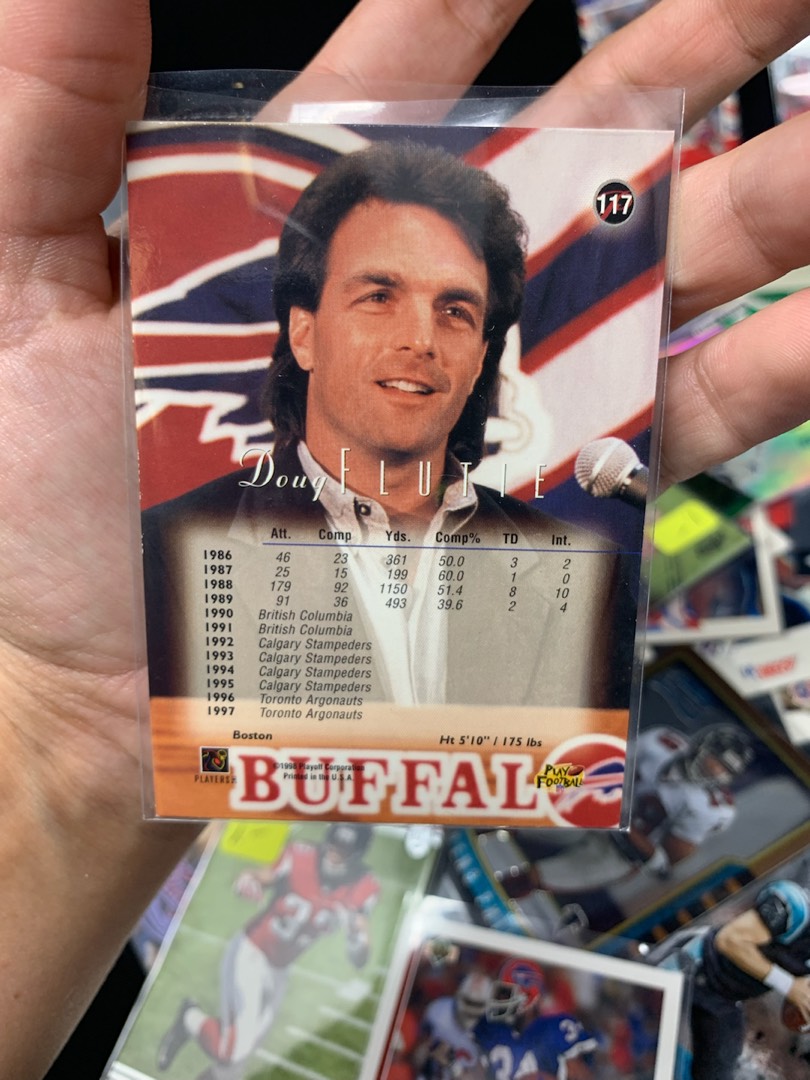 117
Doug FLUTIE
Att. Comp Yds. Comp% TD Int.
1986 46 23 361 50.0 3 2
1987 25 15 199 60.0 1 0
1988 179 92 1150 51.4 8 10
1989 91 36 493 39.6 2 4
1990 British Columbia
1991 British Columbia
1992 Calgary Stampeders
1993 Calgary Stampeders
1994 Calgary Stampeders
1995 Calgary Stampeders
1996 Toronto Argonauts
1997 Toronto Argonauts
Boston Ht 5'10" / 175 lbs
©1998 Playoff Corporation
Printed in the U.S.A.
PLAYERS
BUFFAL
PLAY FOOTBALL
34